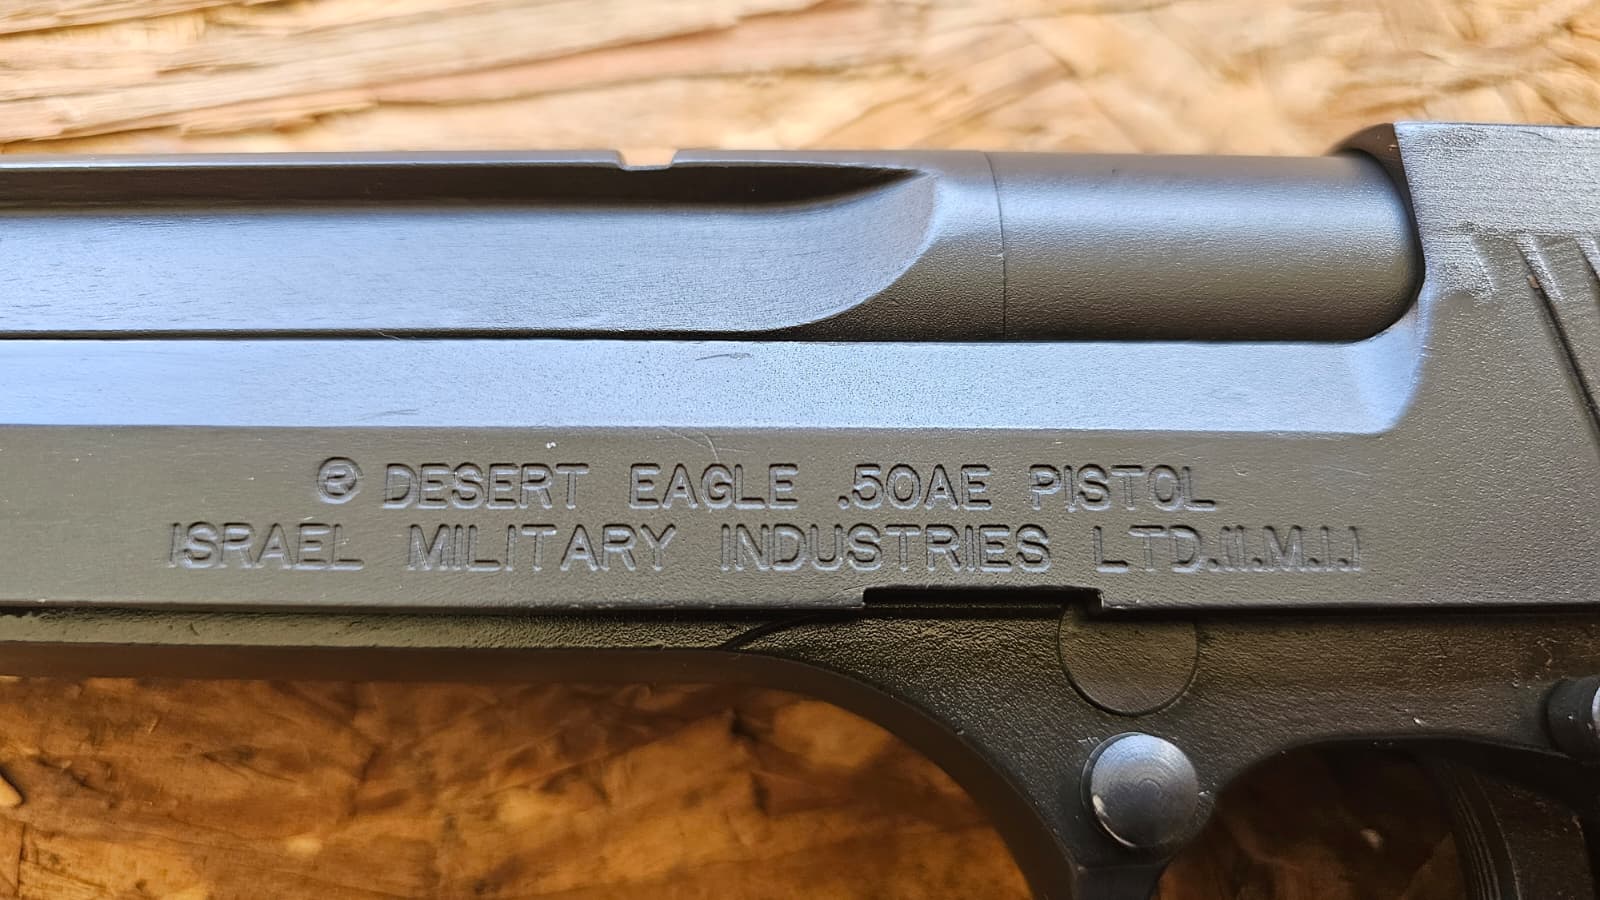 ® DESERT EAGLE .50AE PISTOL
ISRAEL MILITARY INDUSTRIES LTD.(I.M.I.)